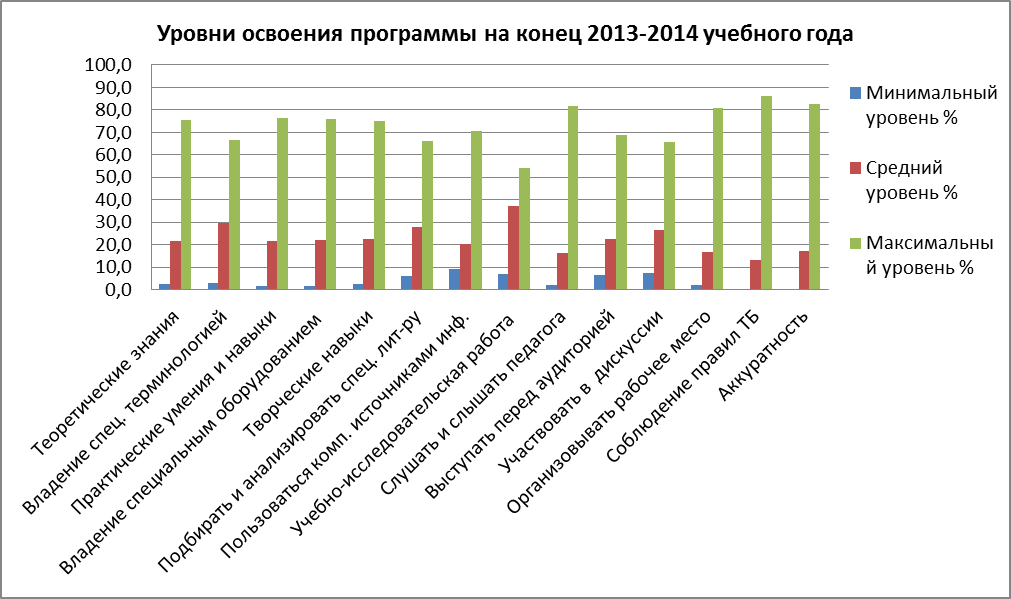 Уровни освоения программы на конец 2013-2014 учебного года
100,0
90,0
80,0
70,0
60,0
50,0
40,0
30,0
20,0
10,0
0,0
Теоретические знания
Владение спец. терминологией
Практические умения и навыки
Владение специальным оборудованием
Творческие навыки
Подбирать и анализировать спец. лит-ру
Пользоваться комп. источниками инф.
Учебно-исследовательская работа
Слушать и слышать педагога
Выступать перед аудиторией
Участвовать в дискуссии
Организовывать рабочее место
Соблюдение правил ТБ
Аккуратность
Минимальный
уровень %
Средний
уровень %
Максимальны
й уровень %